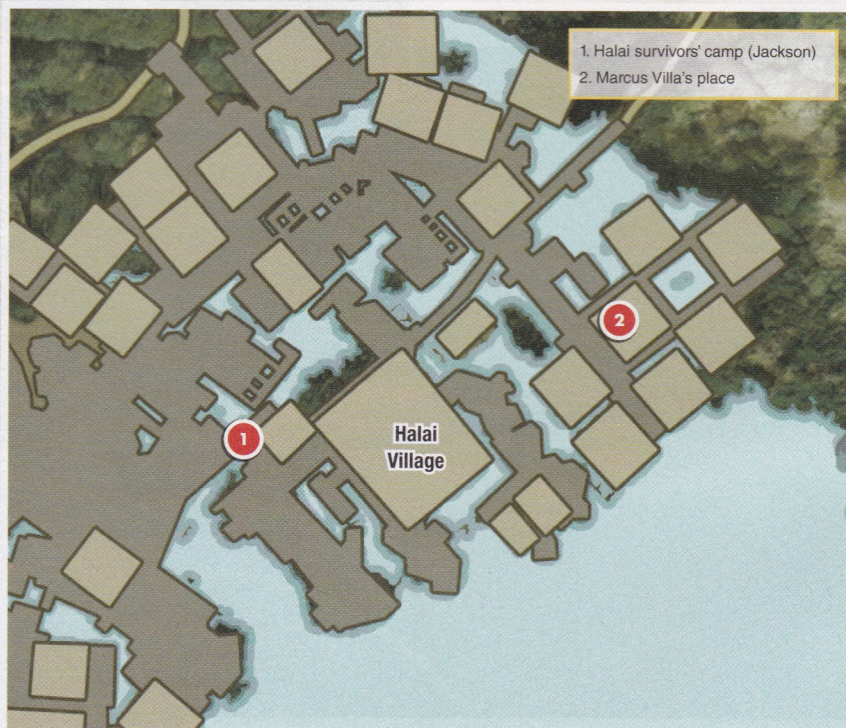 1. Halai survivors' camp (Jackson)
2. Marcus Villa's place
2
1
Halai
Village